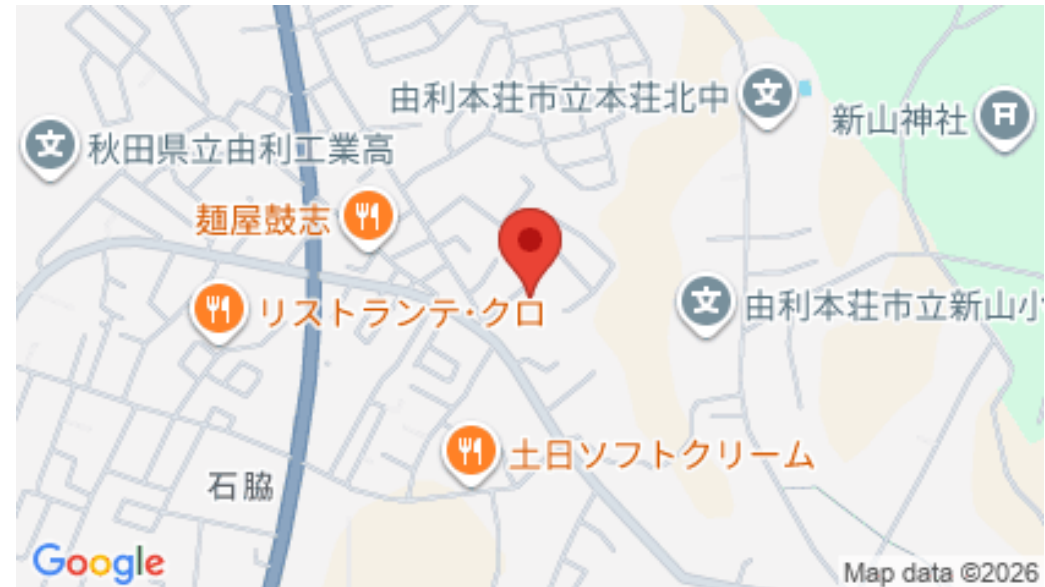 由利本荘市立本荘北中
新山神社
秋田県立由利工業高
麺屋鼓志
リストランテ・クロ
由利本荘市立新山小
土日ソフトクリーム
石脇
Google
Map data ©2026